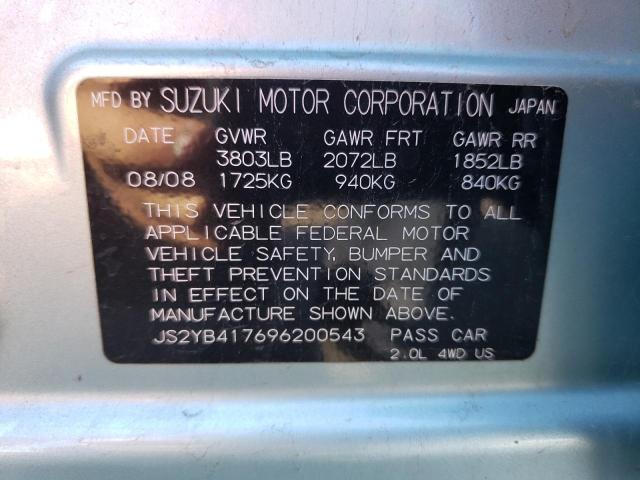 MFD BY SUZUKI MOTOR CORPORATION JAPAN
DATE GVWR GAWR FRT GAWR RR
3803LB 2072LB 1852LB
08/08 1725KG 940KG 840KG
THIS VEHICLE CONFORMS TO ALL
APPLICABLE FEDERAL MOTOR
VEHICLE SAFETY, BUMPER AND
THEFT PREVENTION STANDARDS
IN EFFECT ON THE DATE OF
MANUFACTURE SHOWN ABOVE.
JS2YB417696200543 PASS CAR
2.0L 4WD US